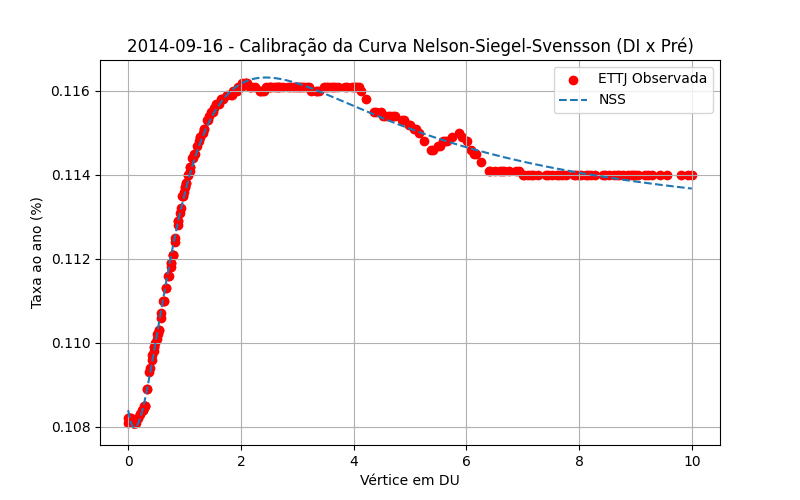 2014-09-16 - Calibração da Curva Nelson-Siegel-Svensson (DI x Pré)
ETTJ Observada
NSS
Taxa ao ano (%)
0.116
0.114
0.112
0.110
0.108
0
2
4
6
8
10
Vértice em DU